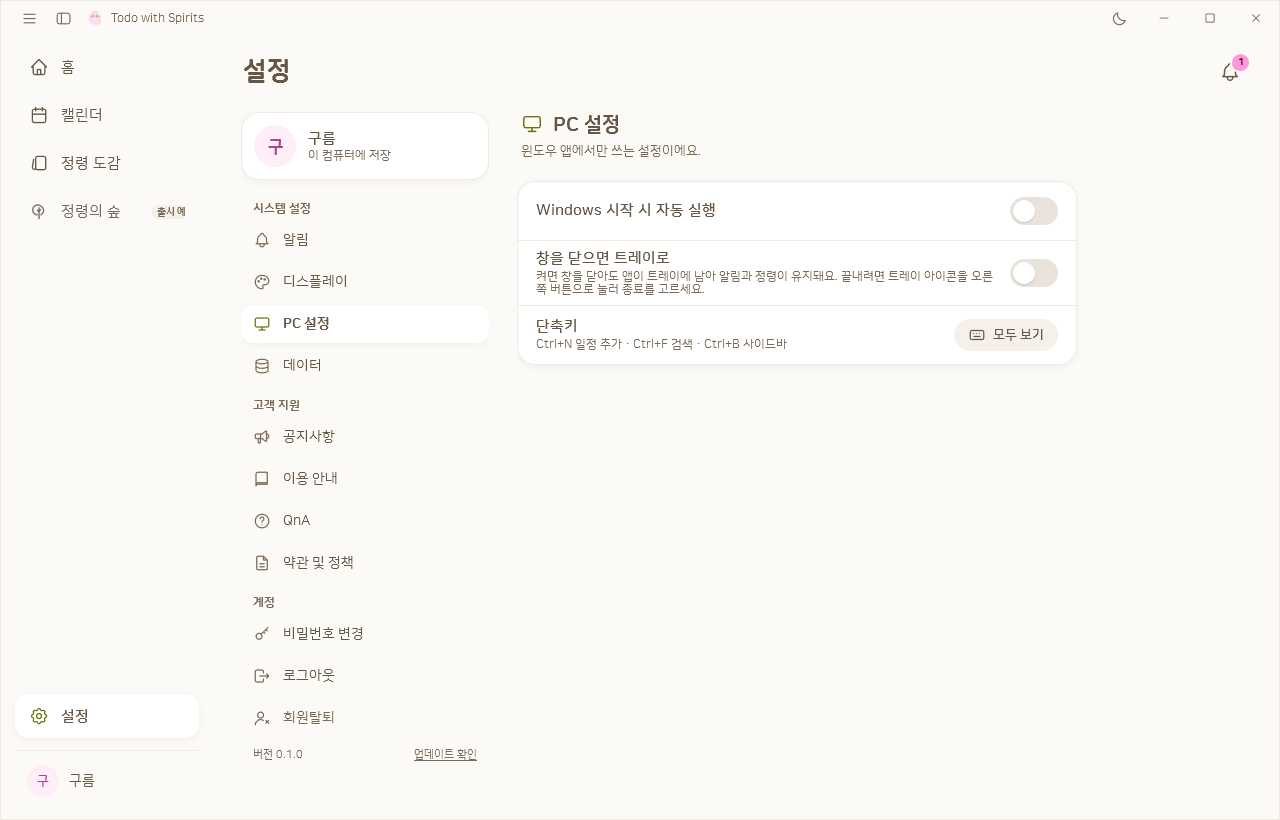 Todo with Spirits
홈
캘린더
정령 도감
정령의 숲
출시 예
설정
구
구름
설정
1
구
구름
이 컴퓨터에 저장
시스템 설정
알림
디스플레이
PC 설정
데이터
고객 지원
공지사항
이용 안내
QnA
약관 및 정책
계정
비밀번호 변경
로그아웃
회원탈퇴
버전 0.1.0
업데이트 확인
PC 설정
윈도우 앱에서만 쓰는 설정이에요.
Windows 시작 시 자동 실행
창을 닫으면 트레이로
켜면 창을 닫아도 앱이 트레이에 남아 알림과 정령이 유지돼요. 끝내려면 트레이 아이콘을 오른
쪽 버튼으로 눌러 종료를 고르세요.
단축키
Ctrl+N 일정 추가 · Ctrl+F 검색 · Ctrl+B 사이드바
모두 보기